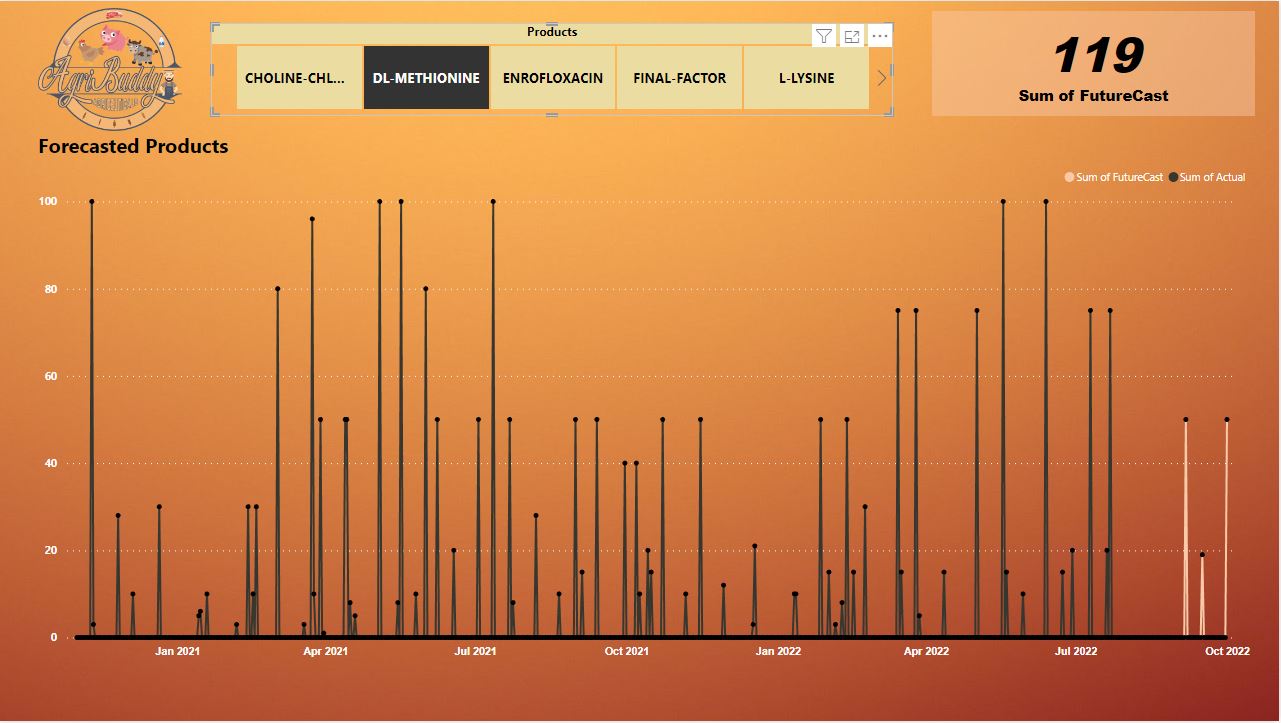 Agri Buddy
Products
CHOLINE-CHL...
DL-METHIONINE
ENROFLOXACIN
FINAL-FACTOR
L-LYSINE
119
Sum of FutureCast
Forecasted Products
Sum of FutureCast
Sum of Actual
100
80
60
40
20
0
Jan 2021
Apr 2021
Jul 2021
Oct 2021
Jan 2022
Apr 2022
Jul 2022
Oct 2022